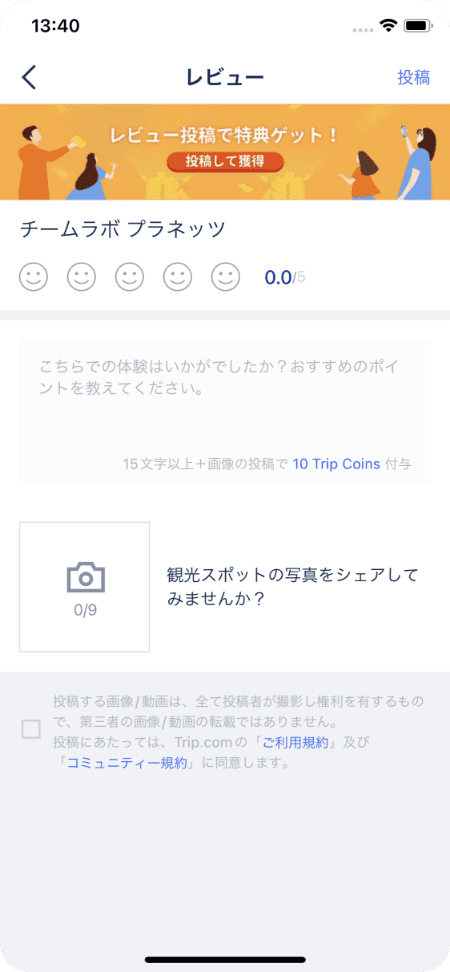 13:40
レビュー
投稿
レビュー投稿で特典ゲット！
投稿して獲得
チームラボ プラネッツ
0.0/5
こちらでの体験はいかがでしたか？おすすめのポイ
ントを教えてください。
15文字以上＋画像の投稿で 10 Trip Coins 付与
0/9
観光スポットの写真をシェアして
みませんか？
投稿する画像/動画は、全て投稿者が撮影し権利を有するもの
で、第三者の画像/動画の転載ではありません。
投稿にあたっては、Trip.comの「ご利用規約」及び
「コミュニティー規約」に同意します。